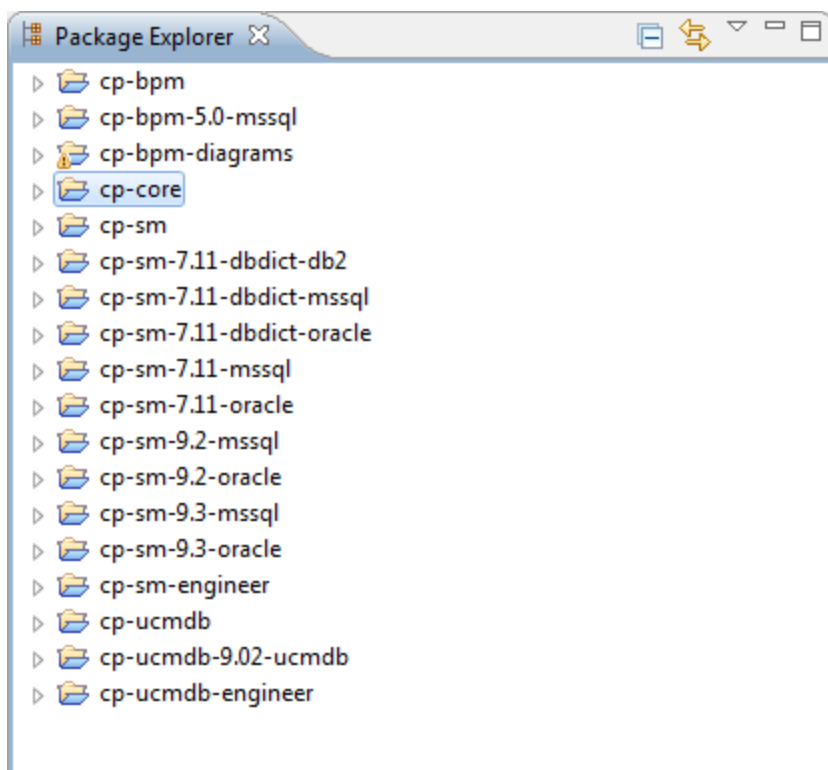 Package Explorer
cp-bpm
cp-bpm-5.0-mssql
cp-bpm-diagrams
cp-core
cp-sm
cp-sm-7.11-dbdict-db2
cp-sm-7.11-dbdict-mssql
cp-sm-7.11-dbdict-oracle
cp-sm-7.11-mssql
cp-sm-7.11-oracle
cp-sm-9.2-mssql
cp-sm-9.2-oracle
cp-sm-9.3-mssql
cp-sm-9.3-oracle
cp-sm-engineer
cp-ucmdb
cp-ucmdb-9.02-ucmdb
cp-ucmdb-engineer